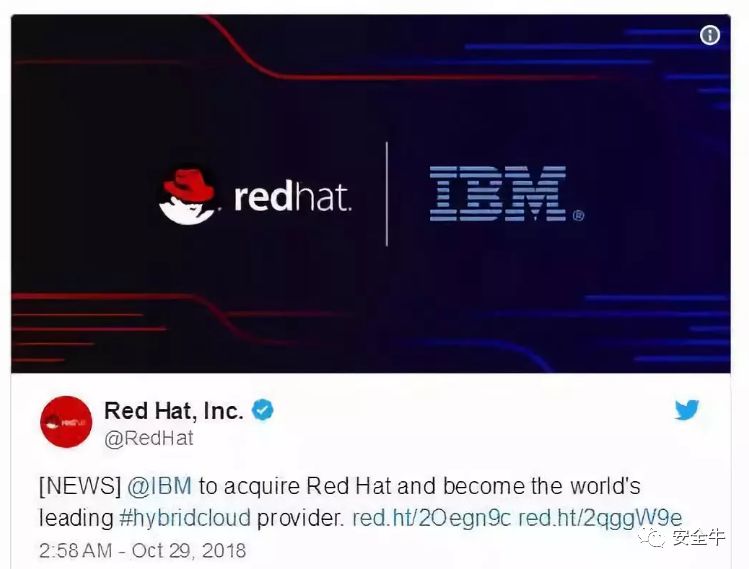 redhat.
IBM®
redhat
Red Hat, Inc.
@RedHat
[NEWS] @IBM to acquire Red Hat and become the world's
leading #hybridcloud provider. red.ht/2Oegn9c red.ht/2qggW9e
2:58 AM - Oct 29, 2018
安全牛